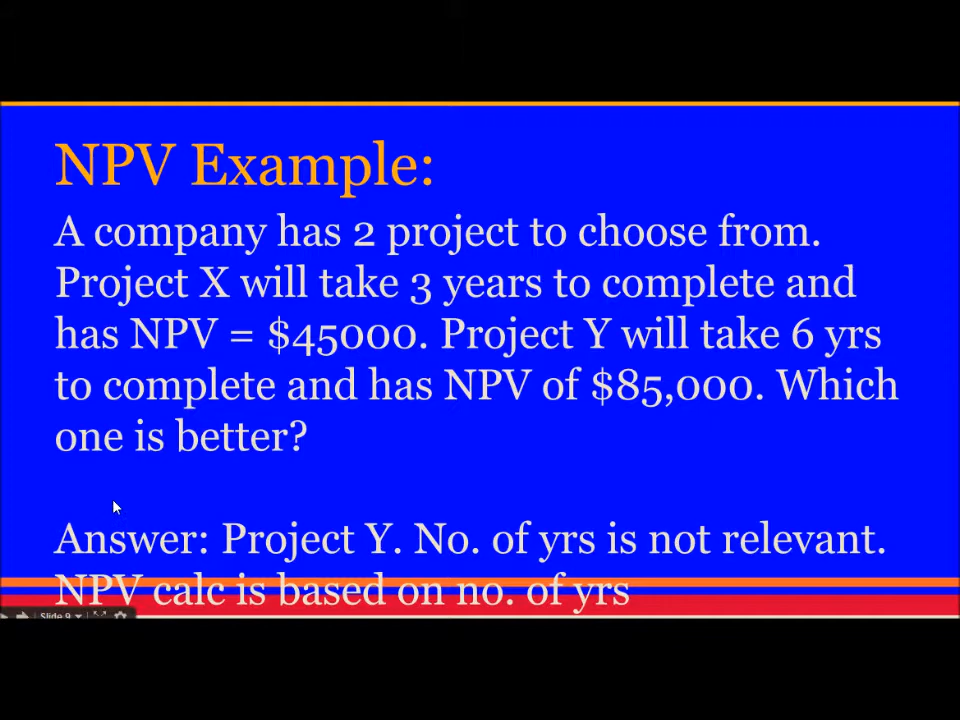 NPV Example:
A company has 2 project to choose from.
Project X will take 3 years to complete and
has NPV = $45000. Project Y will take 6 yrs
to complete and has NPV of $85,000. Which
one is better?
Answer: Project Y. No. of yrs is not relevant.
NPV calc is based on no. of yrs
Slide 9